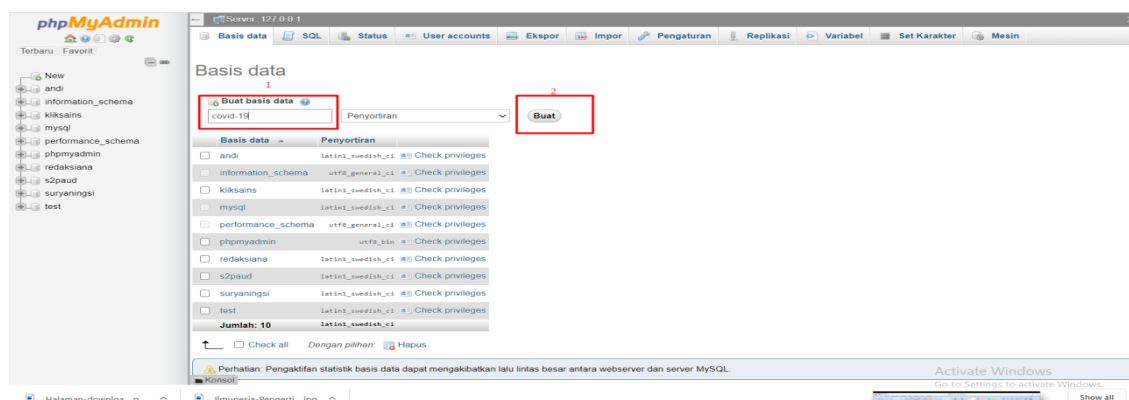 phpMyAdmin
Terbaru Favorit
New
andi
information_schema
kliksains
mysql
performance_schema
phpmyadmin
redaksiana
s2paud
suryaningsi
test
Server: 127.0.0.1
Basis data SQL Status User accounts Ekspor Impor Pengaturan Replikasi Variabel Set Karakter Mesin
Basis data
1
2
Buat basis data
covid-19 Penyortiran Buat
Basis data Penyortiran
andi latin1_swedish_ci Check privileges
information_schema utf8_general_ci Check privileges
kliksains latin1_swedish_ci Check privileges
mysql latin1_swedish_ci Check privileges
performance_schema utf8_general_ci Check privileges
phpmyadmin utf8_bin Check privileges
redaksiana latin1_swedish_ci Check privileges
s2paud latin1_swedish_ci Check privileges
suryaningsi latin1_swedish_ci Check privileges
test latin1_swedish_ci Check privileges
Jumlah: 10 latin1_swedish_ci
Check all Dengan pilihan: Hapus
Perhatian: Pengaktifan statistik basis data dapat mengakibatkan lalu lintas besar antara webserver dan server MySQL.
Konsol
Activate Windows
Go to Settings to activate Windows.
Show all